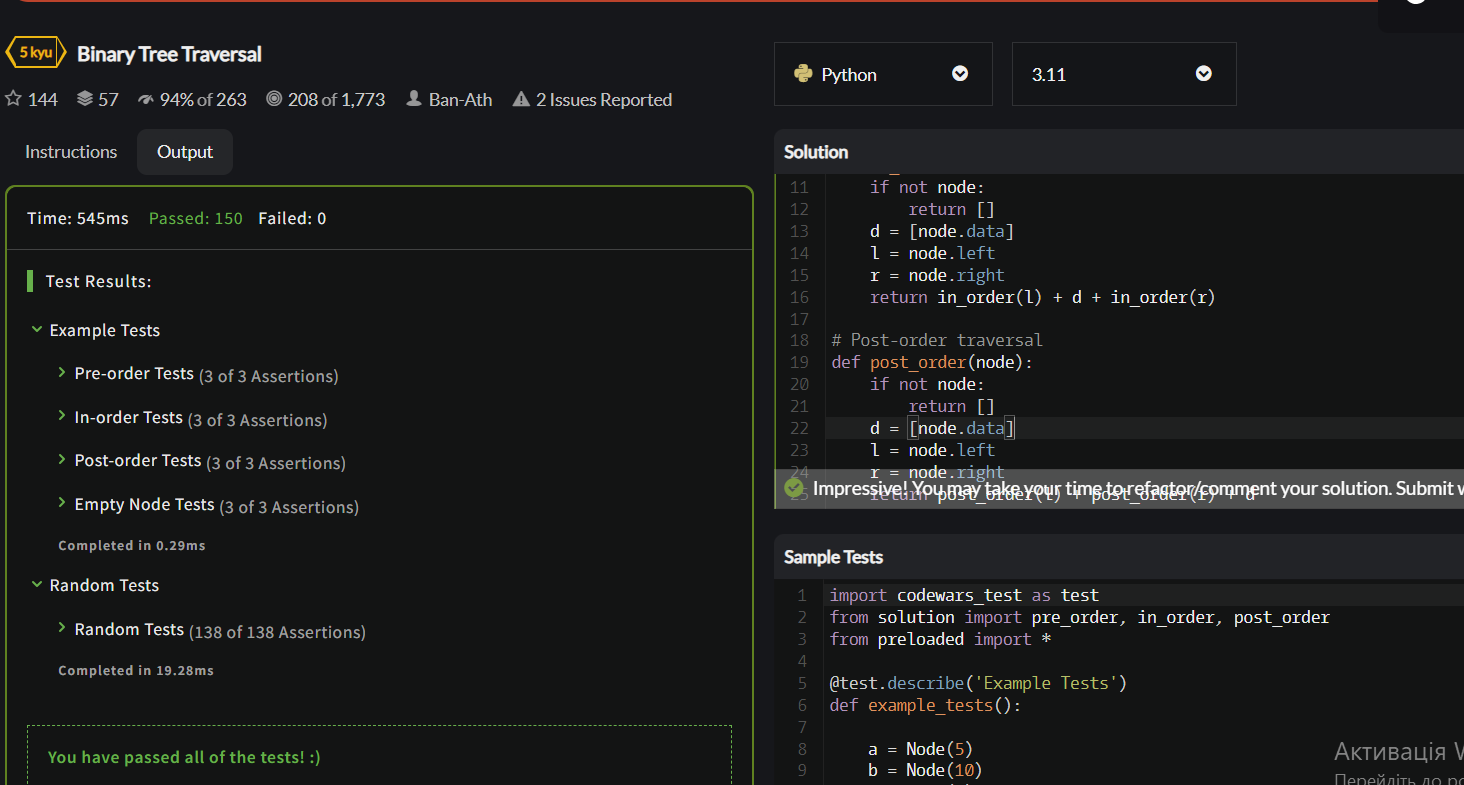 5 kyu Binary Tree Traversal
144 57 94% of 263 208 of 1,773 Ban-Ath 2 Issues Reported
Instructions Output
Time: 545ms Passed: 150 Failed: 0
Test Results:
Example Tests
Pre-order Tests (3 of 3 Assertions)
In-order Tests (3 of 3 Assertions)
Post-order Tests (3 of 3 Assertions)
Empty Node Tests (3 of 3 Assertions)
Completed in 0.29ms
Random Tests
Random Tests (138 of 138 Assertions)
Completed in 19.28ms
You have passed all of the tests! :)
Python 3.11
Solution
11 if not node:
12 return []
13 d = [node.data]
14 l = node.left
15 r = node.right
16 return in_order(l) + d + in_order(r)
17
18 # Post-order traversal
19 def post_order(node):
20 if not node:
21 return []
22 d = [node.data]
23 l = node.left
24 r = node.right
25 return post_order(l) + post_order(r) + d
Impressive! You may take your time to refactor/comment your solution. Submit
Sample Tests
1 import codewars_test as test
2 from solution import pre_order, in_order, post_order
3 from preloaded import *
4
5 @test.describe('Example Tests')
6 def example_tests():
7
8 a = Node(5)
9 b = Node(10)
Активація W
Перейдіть до ро